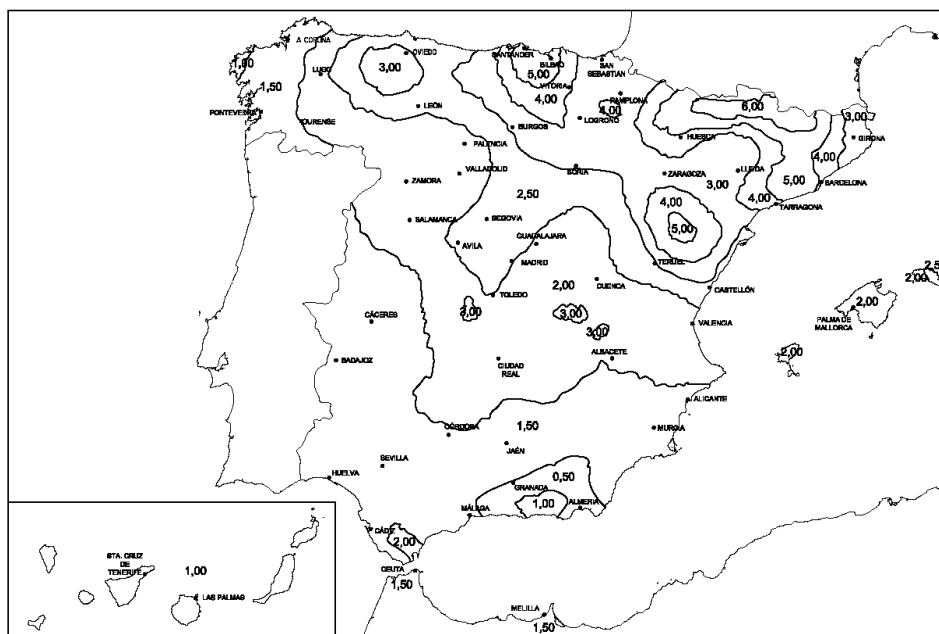 A CORUÑA
LUGO
OVIEDO
SANTANDER
BILBAO
SAN
SEBASTIAN
1,00
1,50
3,00
5,00
VITORIA
4,00
PAMPLONA
4,00
6,00
3,00
PONTEVEDRA
OURENSE
LEÓN
BURGOS
LOGROÑO
HUESCA
GIRONA
PALENCIA
4,00
ZAMORA
VALLADOLID
SORIA
ZARAGOZA
3,00
LLEIDA
5,00
BARCELONA
2,50
4,00
4,00
TARRAGONA
SALAMANCA
SEGOVIA
5,00
AVILA
GUADALAJARA
MADRID
TERUEL
2,00
CUENCA
CASTELLÓN
TOLEDO
2,00
2,5
CÁCERES
3,00
3,00
3,00
VALENCIA
PALMA DE
MALLORCA
2,00
BADAJOZ
CIUDAD
REAL
ALBACETE
2,00
ALICANTE
CÓRDOBA
1,50
MURCIA
JAÉN
SEVILLA
HUELVA
0,50
GRANADA
1,00
MÁLAGA
ALMERIA
CÁDIZ
2,00
CEUTA
1,50
MELILLA
1,50
STA. CRUZ
DE
TENERIFE
1,00
LAS PALMAS